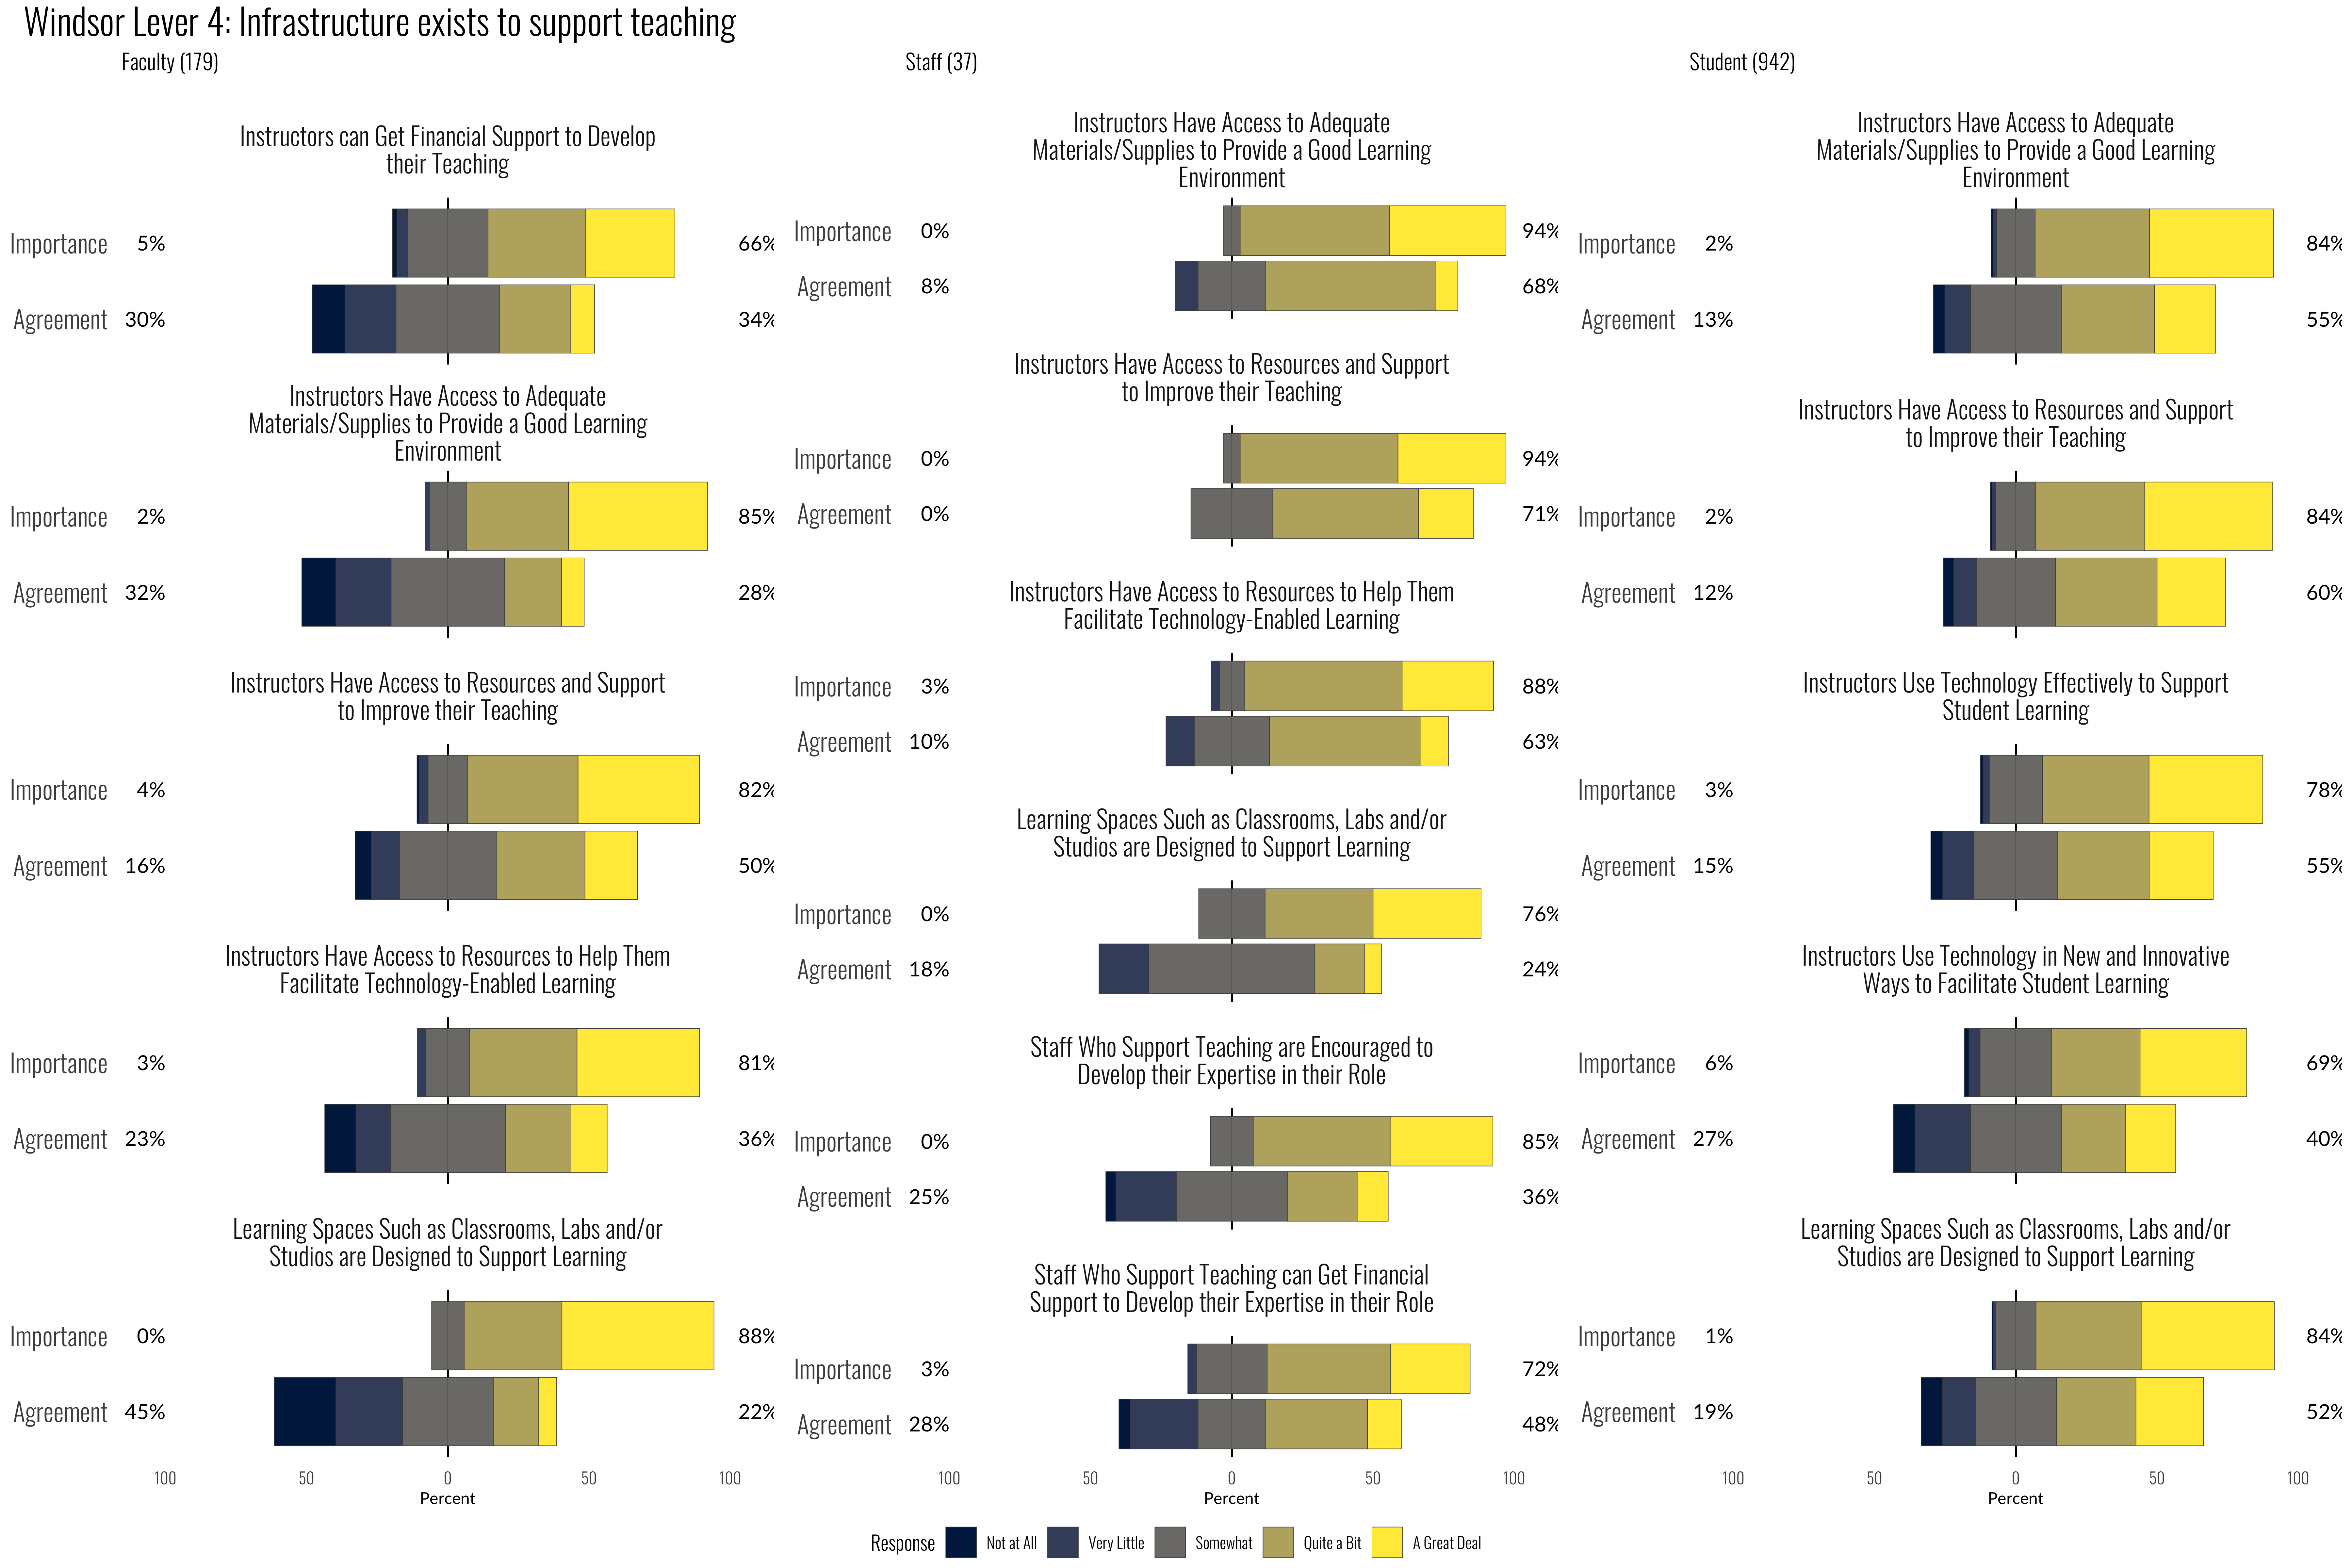 Windsor Lever 4: Infrastructure exists to support teaching
Faculty (179)
Instructors can Get Financial Support to Develop
their Teaching
Importance 5% 66%
Agreement 30% 34%
Instructors Have Access to Adequate
Materials/Supplies to Provide a Good Learning
Environment
Importance 2% 85%
Agreement 32% 28%
Instructors Have Access to Resources and Support
to Improve their Teaching
Importance 4% 82%
Agreement 16% 50%
Instructors Have Access to Resources to Help Them
Facilitate Technology-Enabled Learning
Importance 3% 81%
Agreement 23% 36%
Learning Spaces Such as Classrooms, Labs and/or
Studios are Designed to Support Learning
Importance 0% 88%
Agreement 45% 22%
100 50 0 50 100
Percent
Staff (37)
Instructors Have Access to Adequate
Materials/Supplies to Provide a Good Learning
Environment
Importance 0% 94%
Agreement 8% 68%
Instructors Have Access to Resources and Support
to Improve their Teaching
Importance 0% 94%
Agreement 0% 71%
Instructors Have Access to Resources to Help Them
Facilitate Technology-Enabled Learning
Importance 3% 88%
Agreement 10% 63%
Learning Spaces Such as Classrooms, Labs and/or
Studios are Designed to Support Learning
Importance 0% 76%
Agreement 18% 24%
Staff Who Support Teaching are Encouraged to
Develop their Expertise in their Role
Importance 0% 85%
Agreement 25% 36%
Staff Who Support Teaching can Get Financial
Support to Develop their Expertise in their Role
Importance 3% 72%
Agreement 28% 48%
100 50 0 50 100
Percent
Student (942)
Instructors Have Access to Adequate
Materials/Supplies to Provide a Good Learning
Environment
Importance 2% 84%
Agreement 13% 55%
Instructors Have Access to Resources and Support
to Improve their Teaching
Importance 2% 84%
Agreement 12% 60%
Instructors Use Technology Effectively to Support
Student Learning
Importance 3% 78%
Agreement 15% 55%
Instructors Use Technology in New and Innovative
Ways to Facilitate Student Learning
Importance 6% 69%
Agreement 27% 40%
Learning Spaces Such as Classrooms, Labs and/or
Studios are Designed to Support Learning
Importance 1% 84%
Agreement 19% 52%
100 50 0 50 100
Percent
Response Not at All Very Little Somewhat Quite a Bit A Great Deal